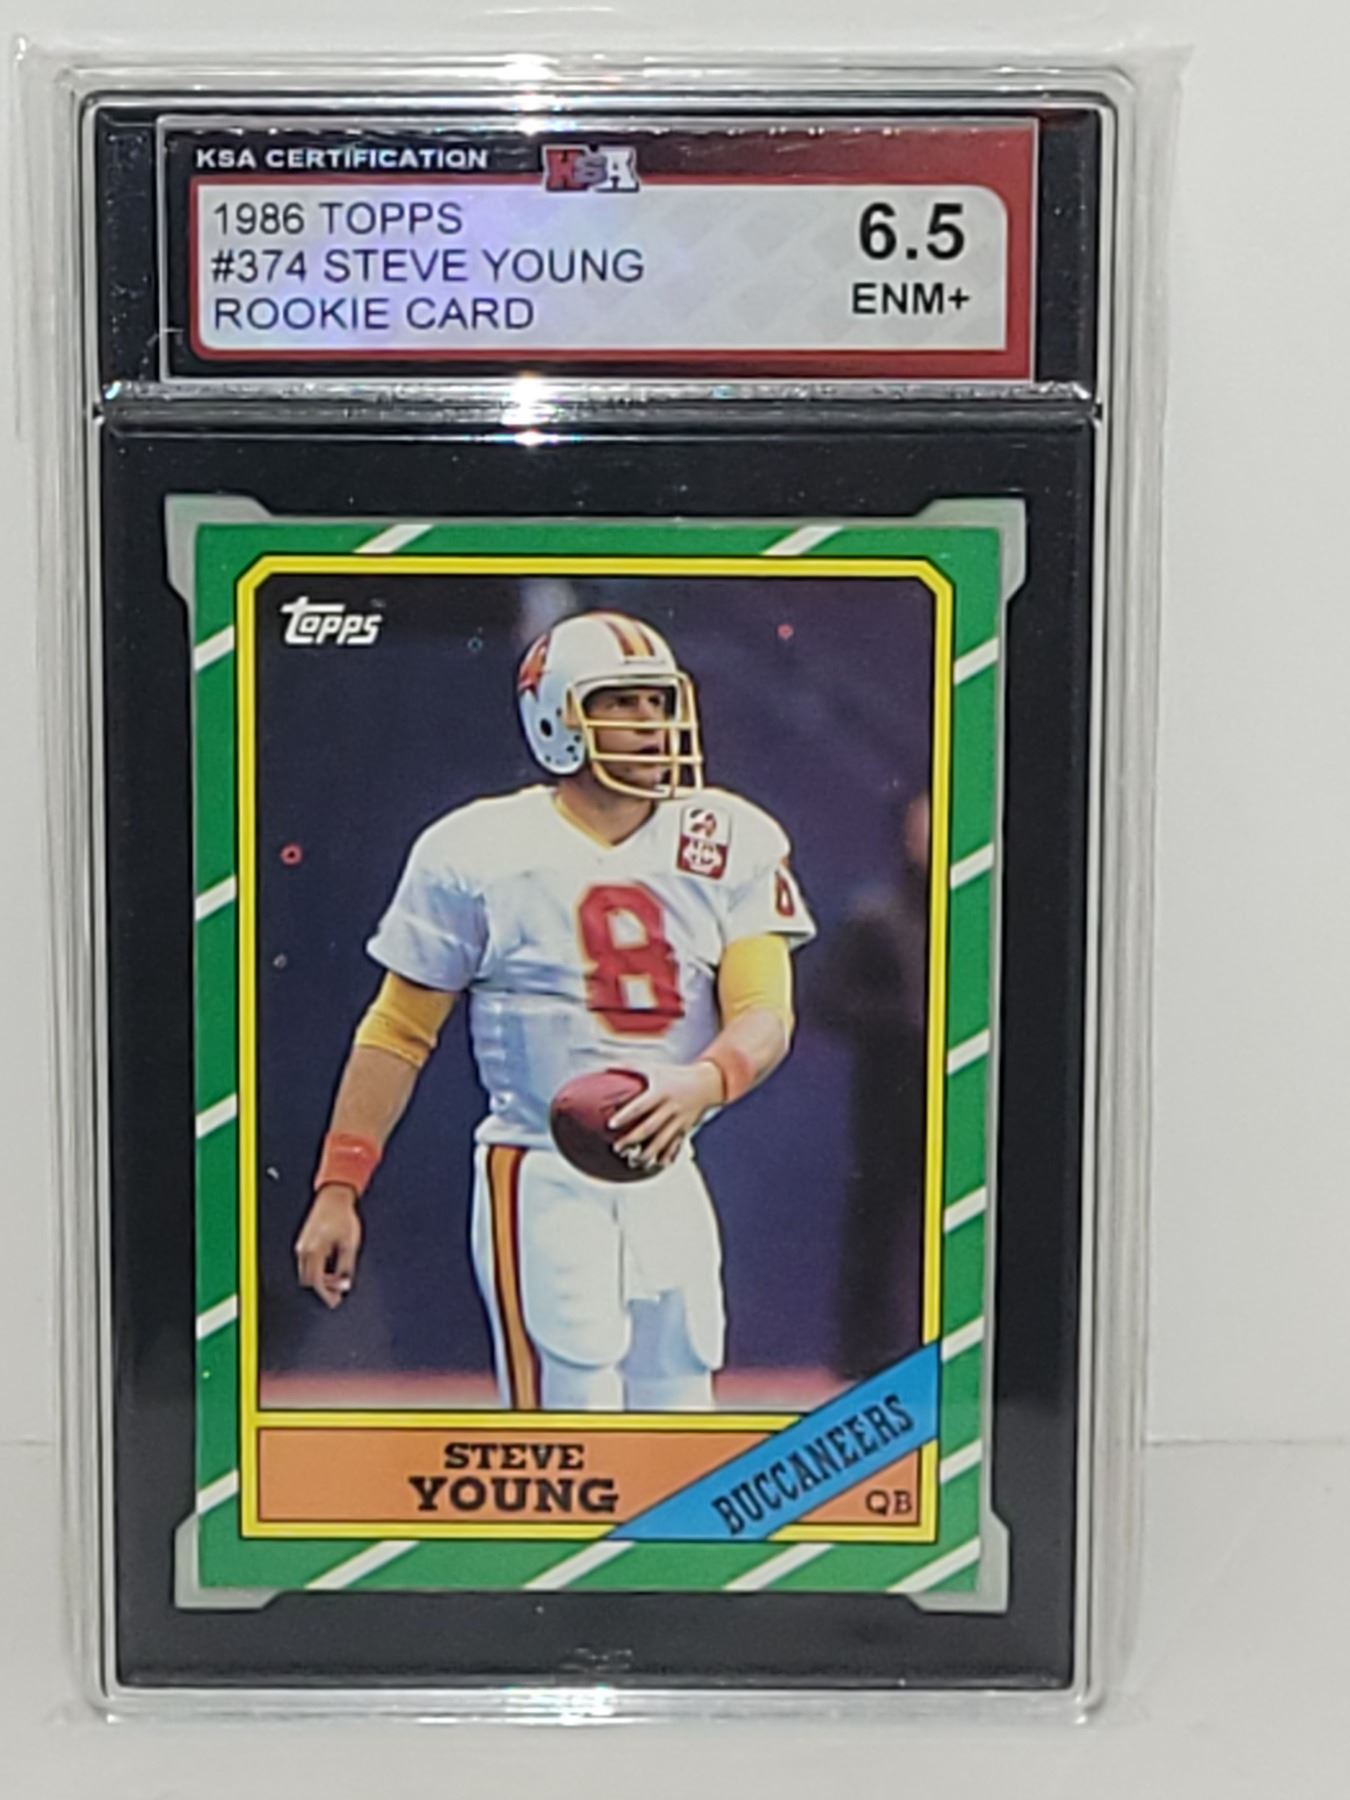 KSA CERTIFICATION KSA
1986 TOPPS
#374 STEVE YOUNG
ROOKIE CARD
6.5
ENM+
topps
8
8
STEVE
YOUNG
BUCCANEERS
QB